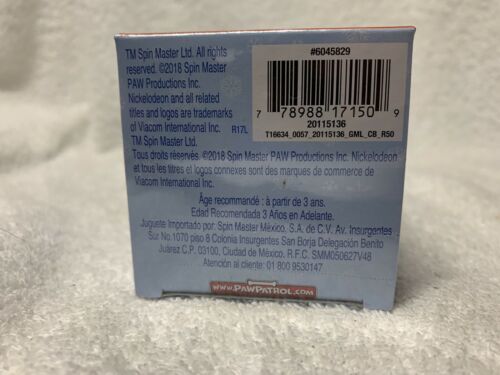 TM Spin Master Ltd. All rights
reserved. ©2018 Spin Master
PAW Productions Inc.
Nickelodeon and all related
titles and logos are trademarks
of Viacom International Inc. R17L
TM Spin Master Ltd.
Tous droits réservés. ©2018 Spin Master PAW Productions Inc. Nickelodeon
et tous les titres et logos connexes sont des marques de commerce de
Viacom International Inc.
#6045829
7 78988 17150 9
20115136
T16634_0057_20115136_GML_CB_R50
Âge recommandé : à partir de 3 ans.
Edad Recomendada 3 Años en Adelante.
Juguete Importado por: Spin Master México, S.A. de C.V. Av. Insurgentes
Sur No.1070 piso 8 Colonia Insurgentes San Borja Delegación Benito
Juárez C.P. 03100, Ciudad de México, R.F.C. SMM050627V48
Atención al cliente: 01 800 9530147
WWW.PAWPATROL.COM